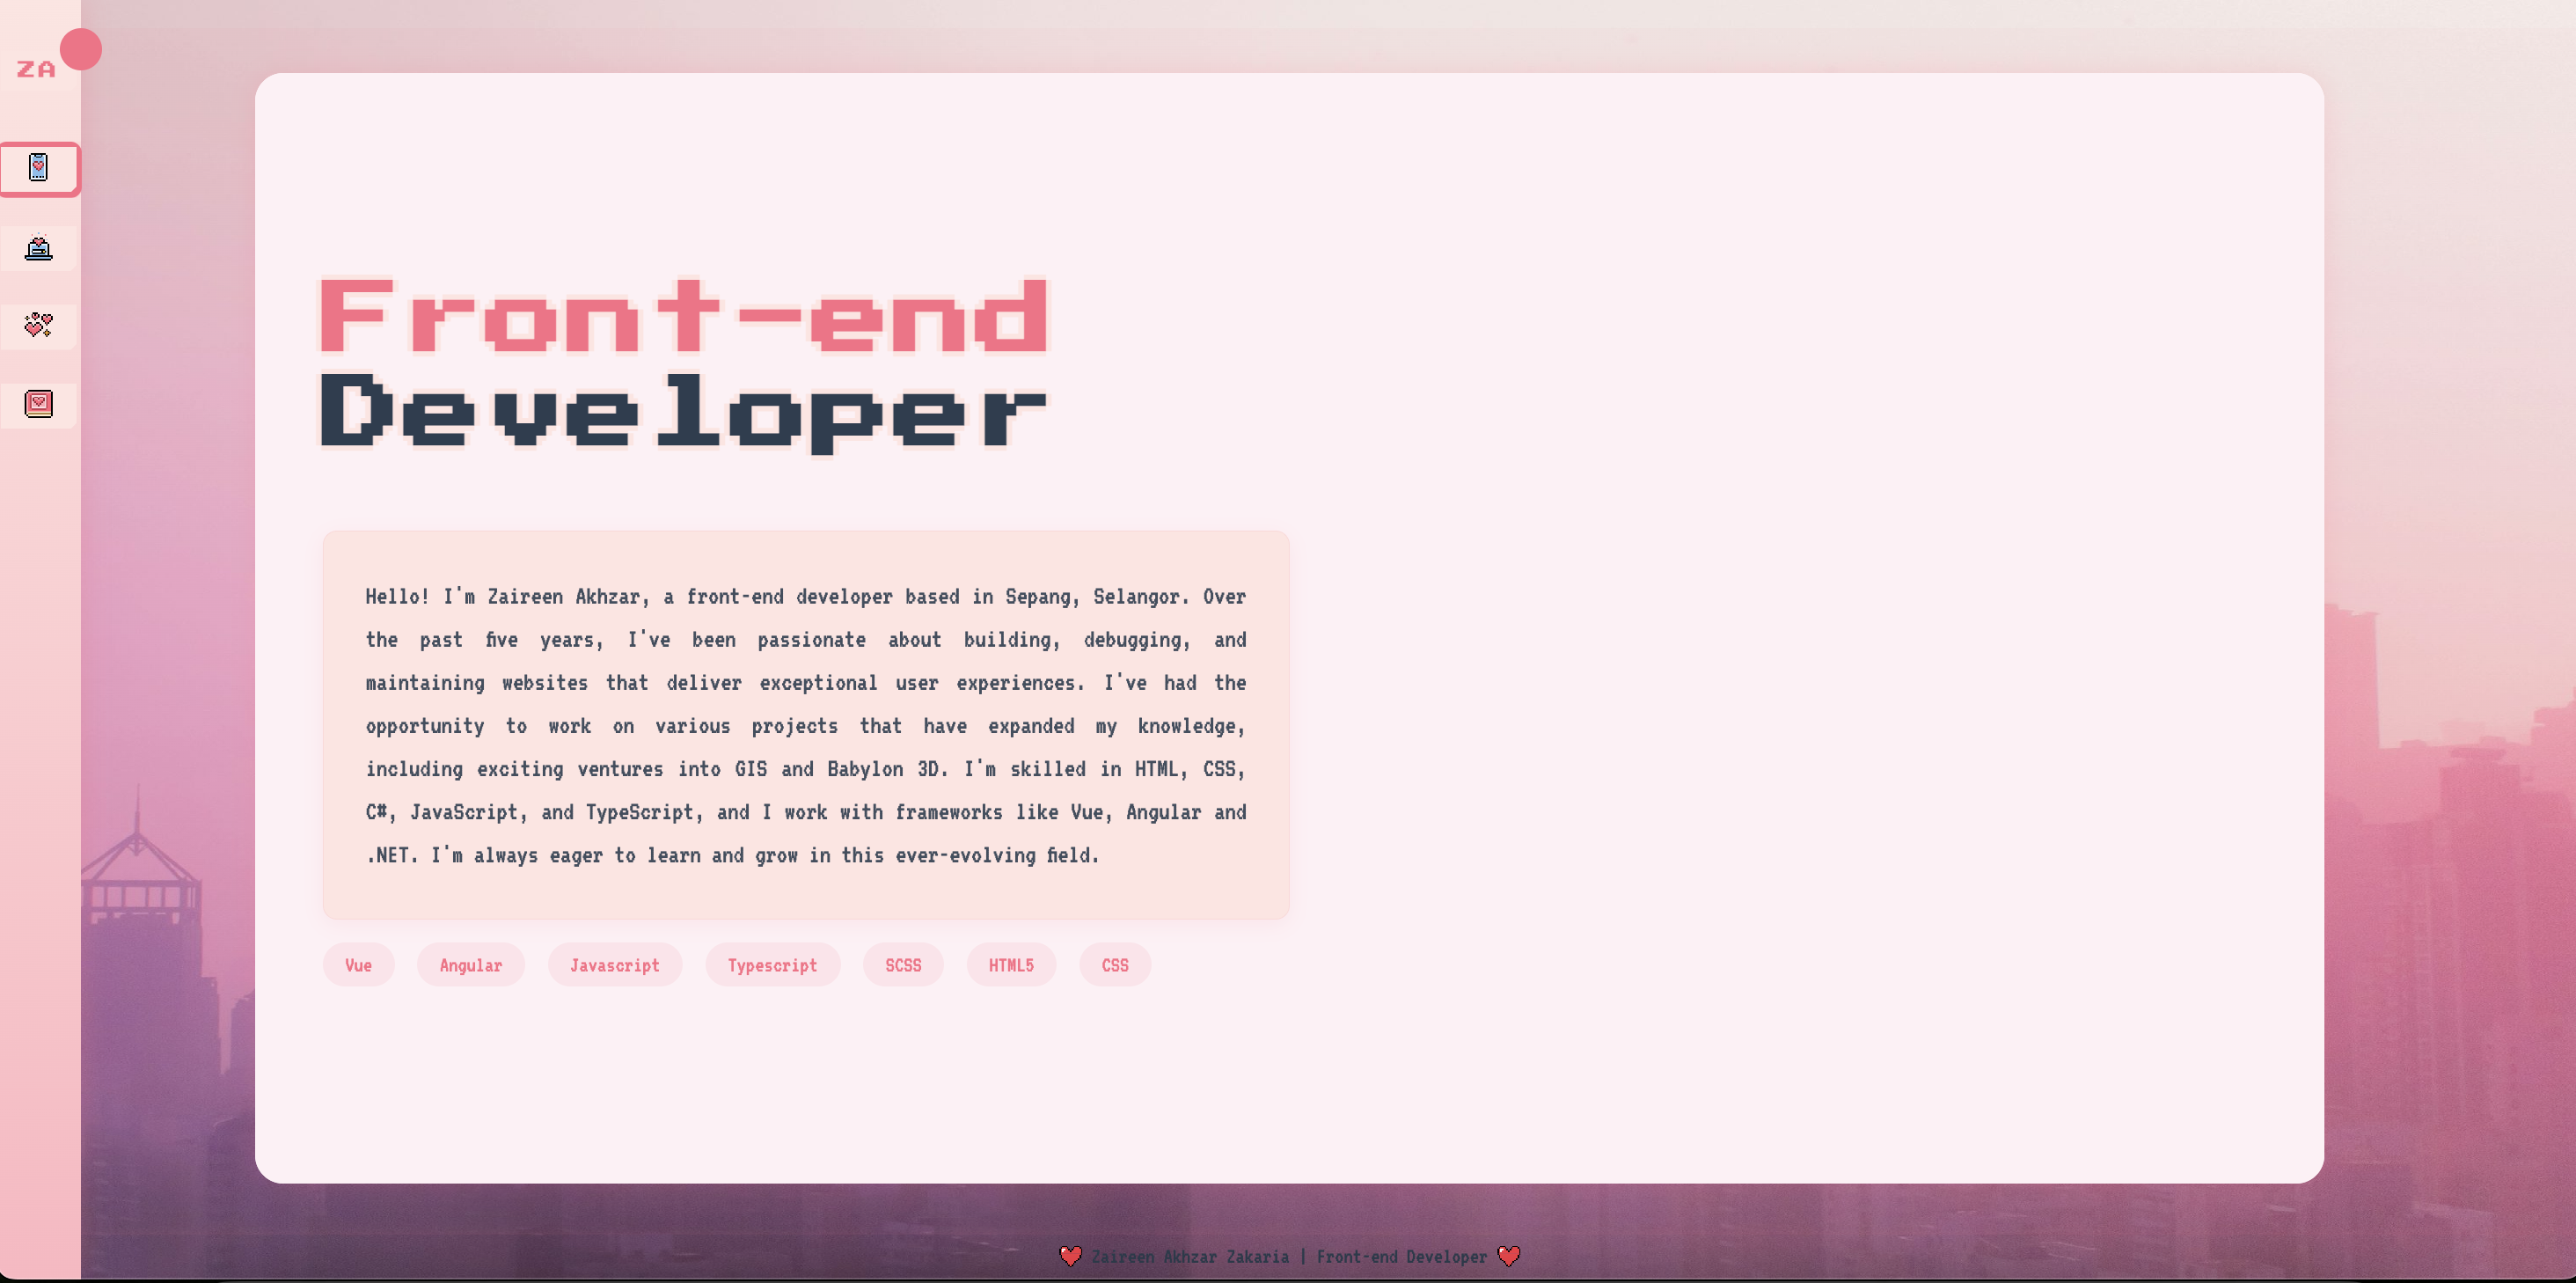 ZA
Front-end
Developer
Hello! I'm Zaireen Akhzar, a front-end developer based in Sepang, Selangor. Over
the past five years, I've been passionate about building, debugging, and
maintaining websites that deliver exceptional user experiences. I've had the
opportunity to work on various projects that have expanded my knowledge,
including exciting ventures into GIS and Babylon 3D. I'm skilled in HTML, CSS,
C#, JavaScript, and TypeScript, and I work with frameworks like Vue, Angular and
.NET. I'm always eager to learn and grow in this ever-evolving field.
Vue Angular Javascript Typescript SCSS HTML5 CSS
Zaireen Akhzar Zakaria | Front-end Developer